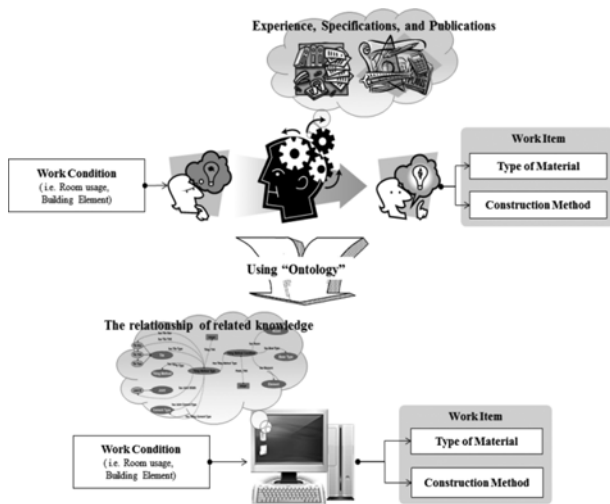 Experience, Specifications, and Publications
Work Item
Work Condition
(i.e. Room usage,
Building Element)
Type of Material
Construction Method
Using “Ontology”
The relationship of related knowledge
Work Item
Work Condition
(i.e. Room usage,
Building Element)
Type of Material
Construction Method